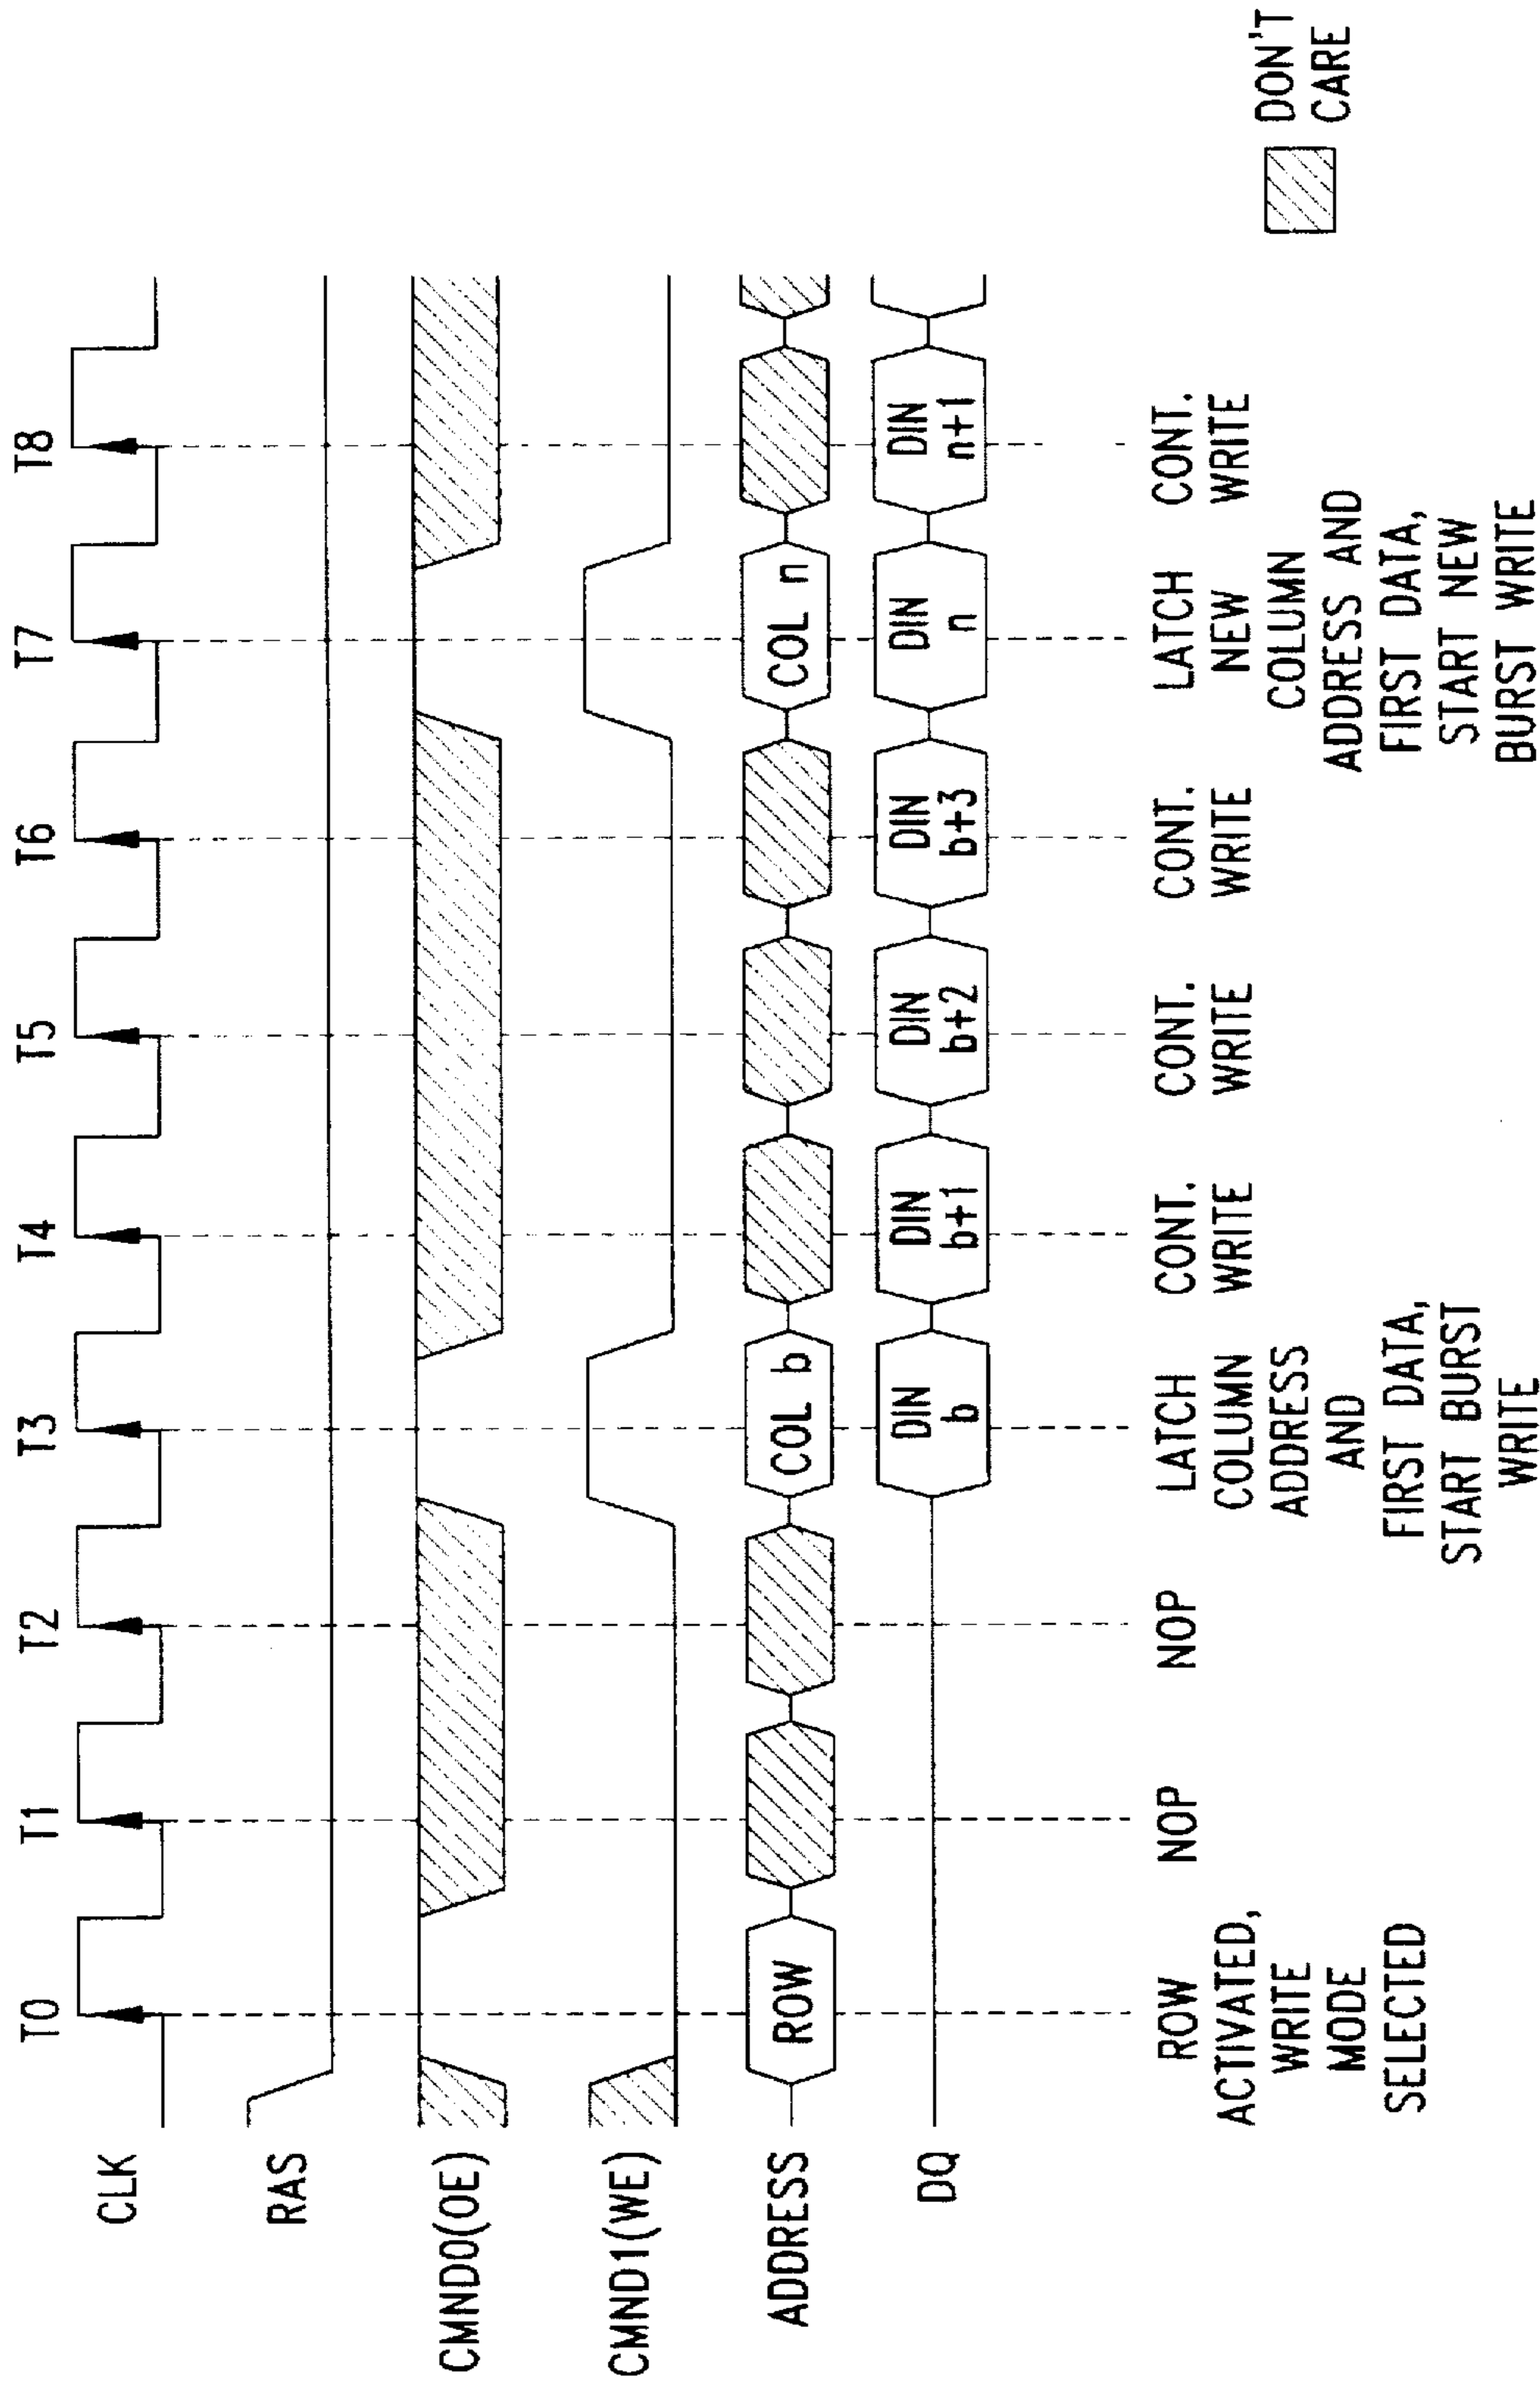 T0 T1 T2 T3 T4 T5 T6 T7 T8
CLK
RAS
CMND0(OE)
CMND1(WE)
ADDRESS
ROW
COL b
COL n
DQ
DIN
b
DIN
b+1
DIN
b+2
DIN
b+3
DIN
n
DIN
n+1
ROW
ACTIVATED,
WRITE
MODE
SELECTED
NOP
NOP
LATCH
COLUMN
ADDRESS
AND
FIRST DATA,
START BURST
WRITE
CONT.
WRITE
CONT.
WRITE
CONT.
WRITE
LATCH
NEW
COLUMN
ADDRESS AND
FIRST DATA,
START NEW
BURST WRITE
CONT.
WRITE
DON'T
CARE